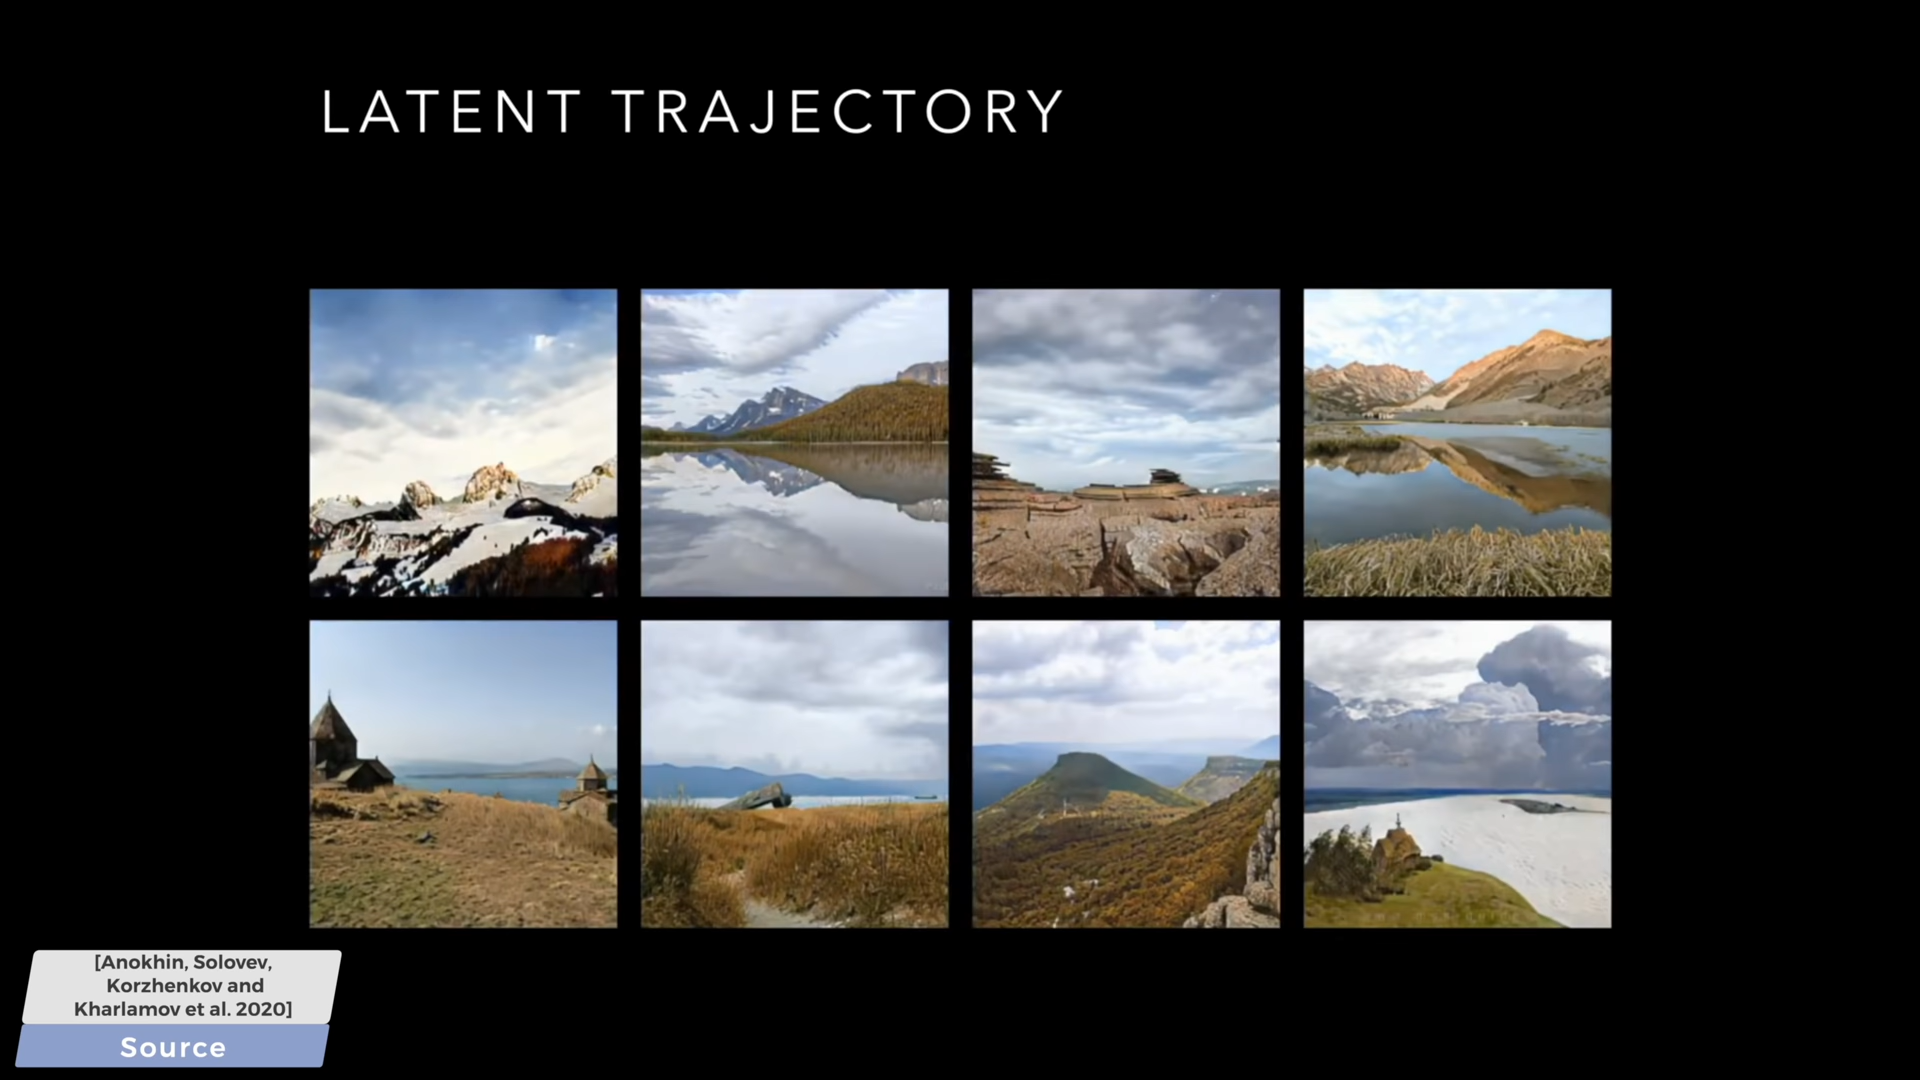 LATENT TRAJECTORY
[Anokhin, Solovev,
Korzhenkov and
Kharlamov et al. 2020]
Source